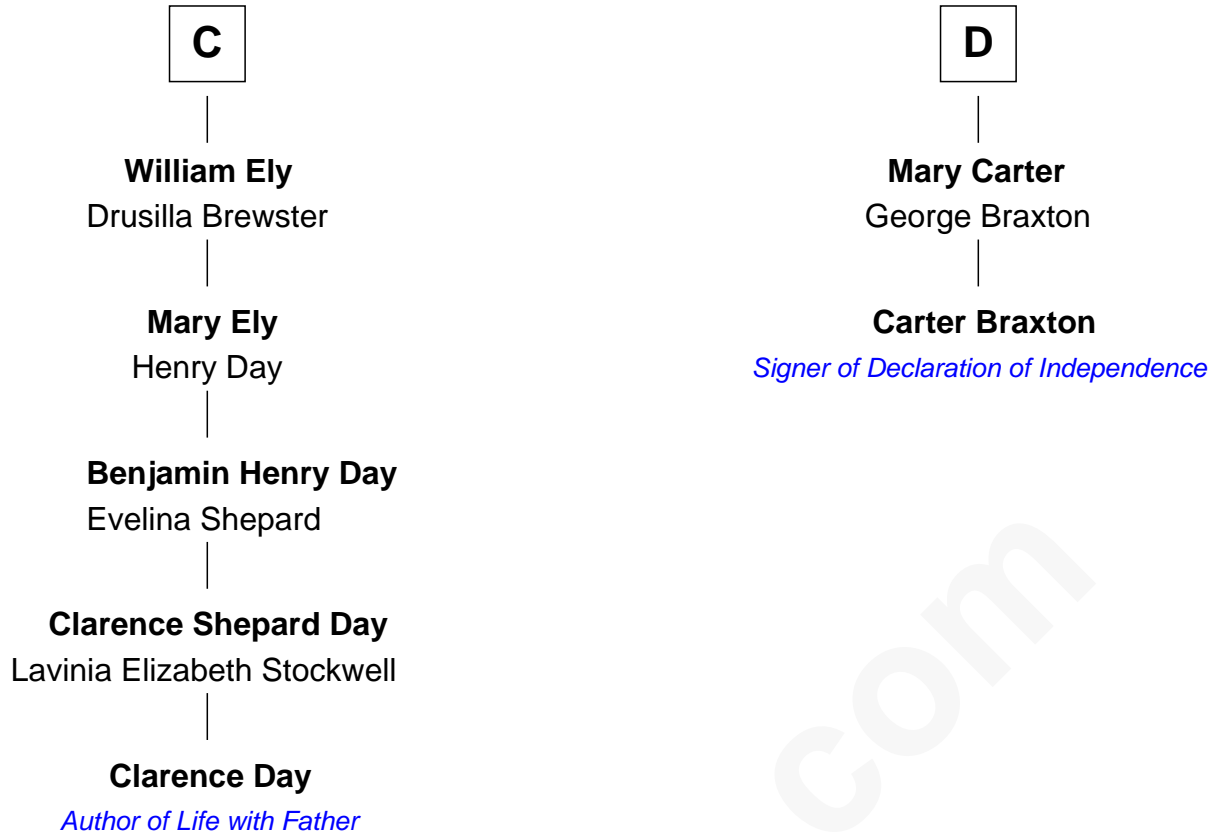 C
William Ely
Drusilla Brewster
Mary Ely
Henry Day
Benjamin Henry Day
Evelina Shepard
Clarence Shepard Day
Lavinia Elizabeth Stockwell
Clarence Day
Author of Life with Father
D
Mary Carter
George Braxton
Carter Braxton
Signer of Declaration of Independence
com